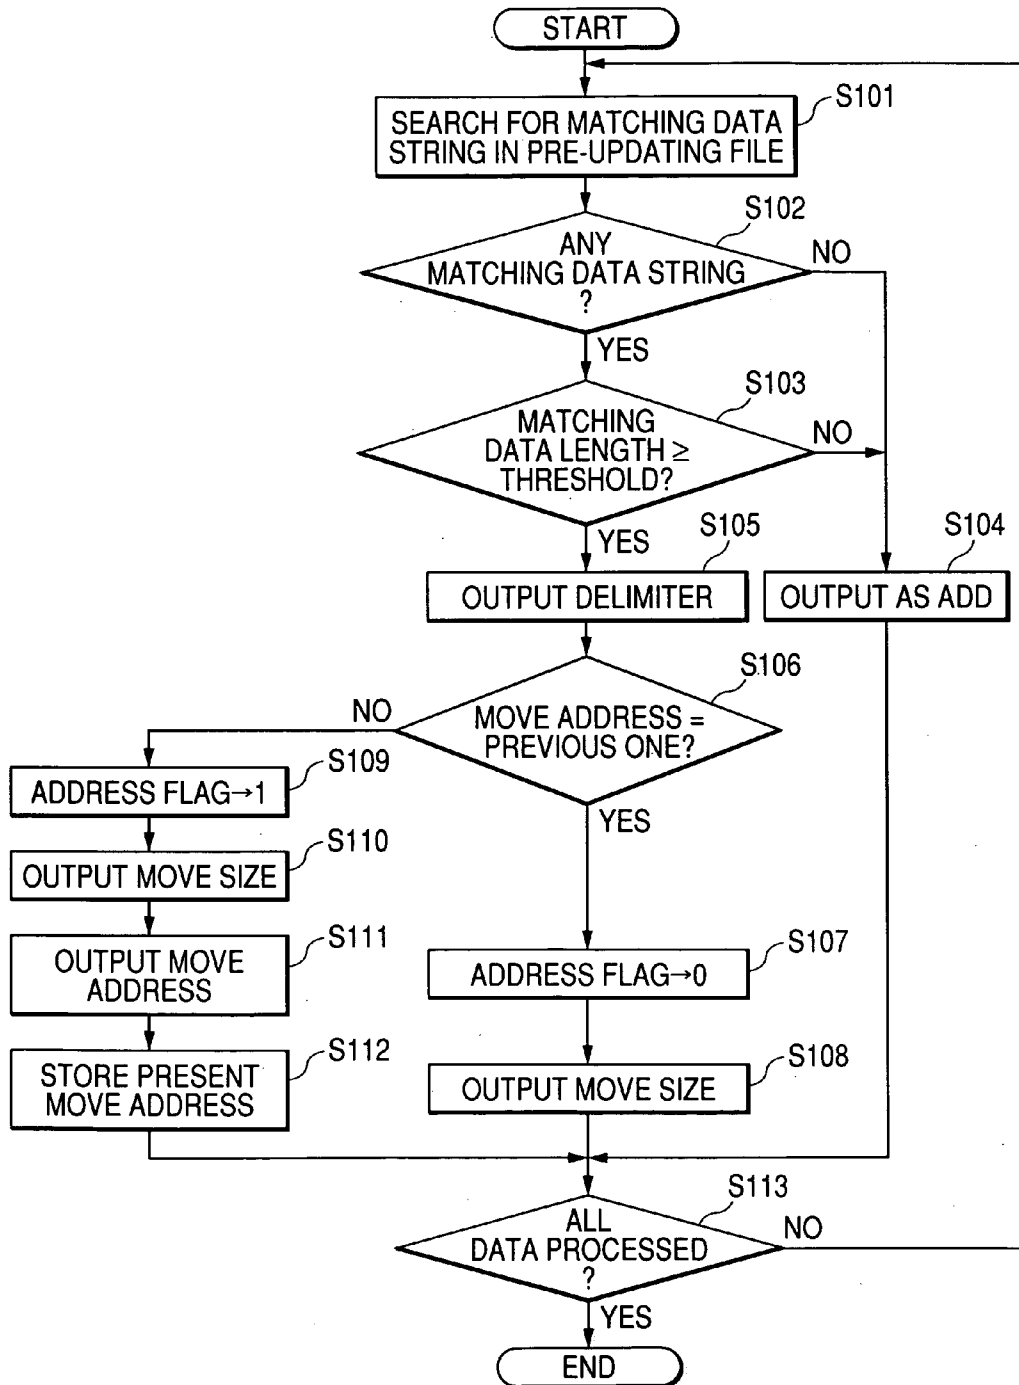 START
S101
SEARCH FOR MATCHING DATA
STRING IN PRE-UPDATING FILE
S102
ANY
MATCHING DATA STRING
?
NO
YES
S103
MATCHING
DATA LENGTH ≥
THRESHOLD?
NO
YES
S105
OUTPUT DELIMITER
S104
OUTPUT AS ADD
S106
MOVE ADDRESS =
PREVIOUS ONE?
NO
YES
S109
ADDRESS FLAG→1
S110
OUTPUT MOVE SIZE
S111
OUTPUT MOVE
ADDRESS
S112
STORE PRESENT
MOVE ADDRESS
S107
ADDRESS FLAG→0
S108
OUTPUT MOVE SIZE
S113
ALL
DATA PROCESSED
?
NO
YES
END